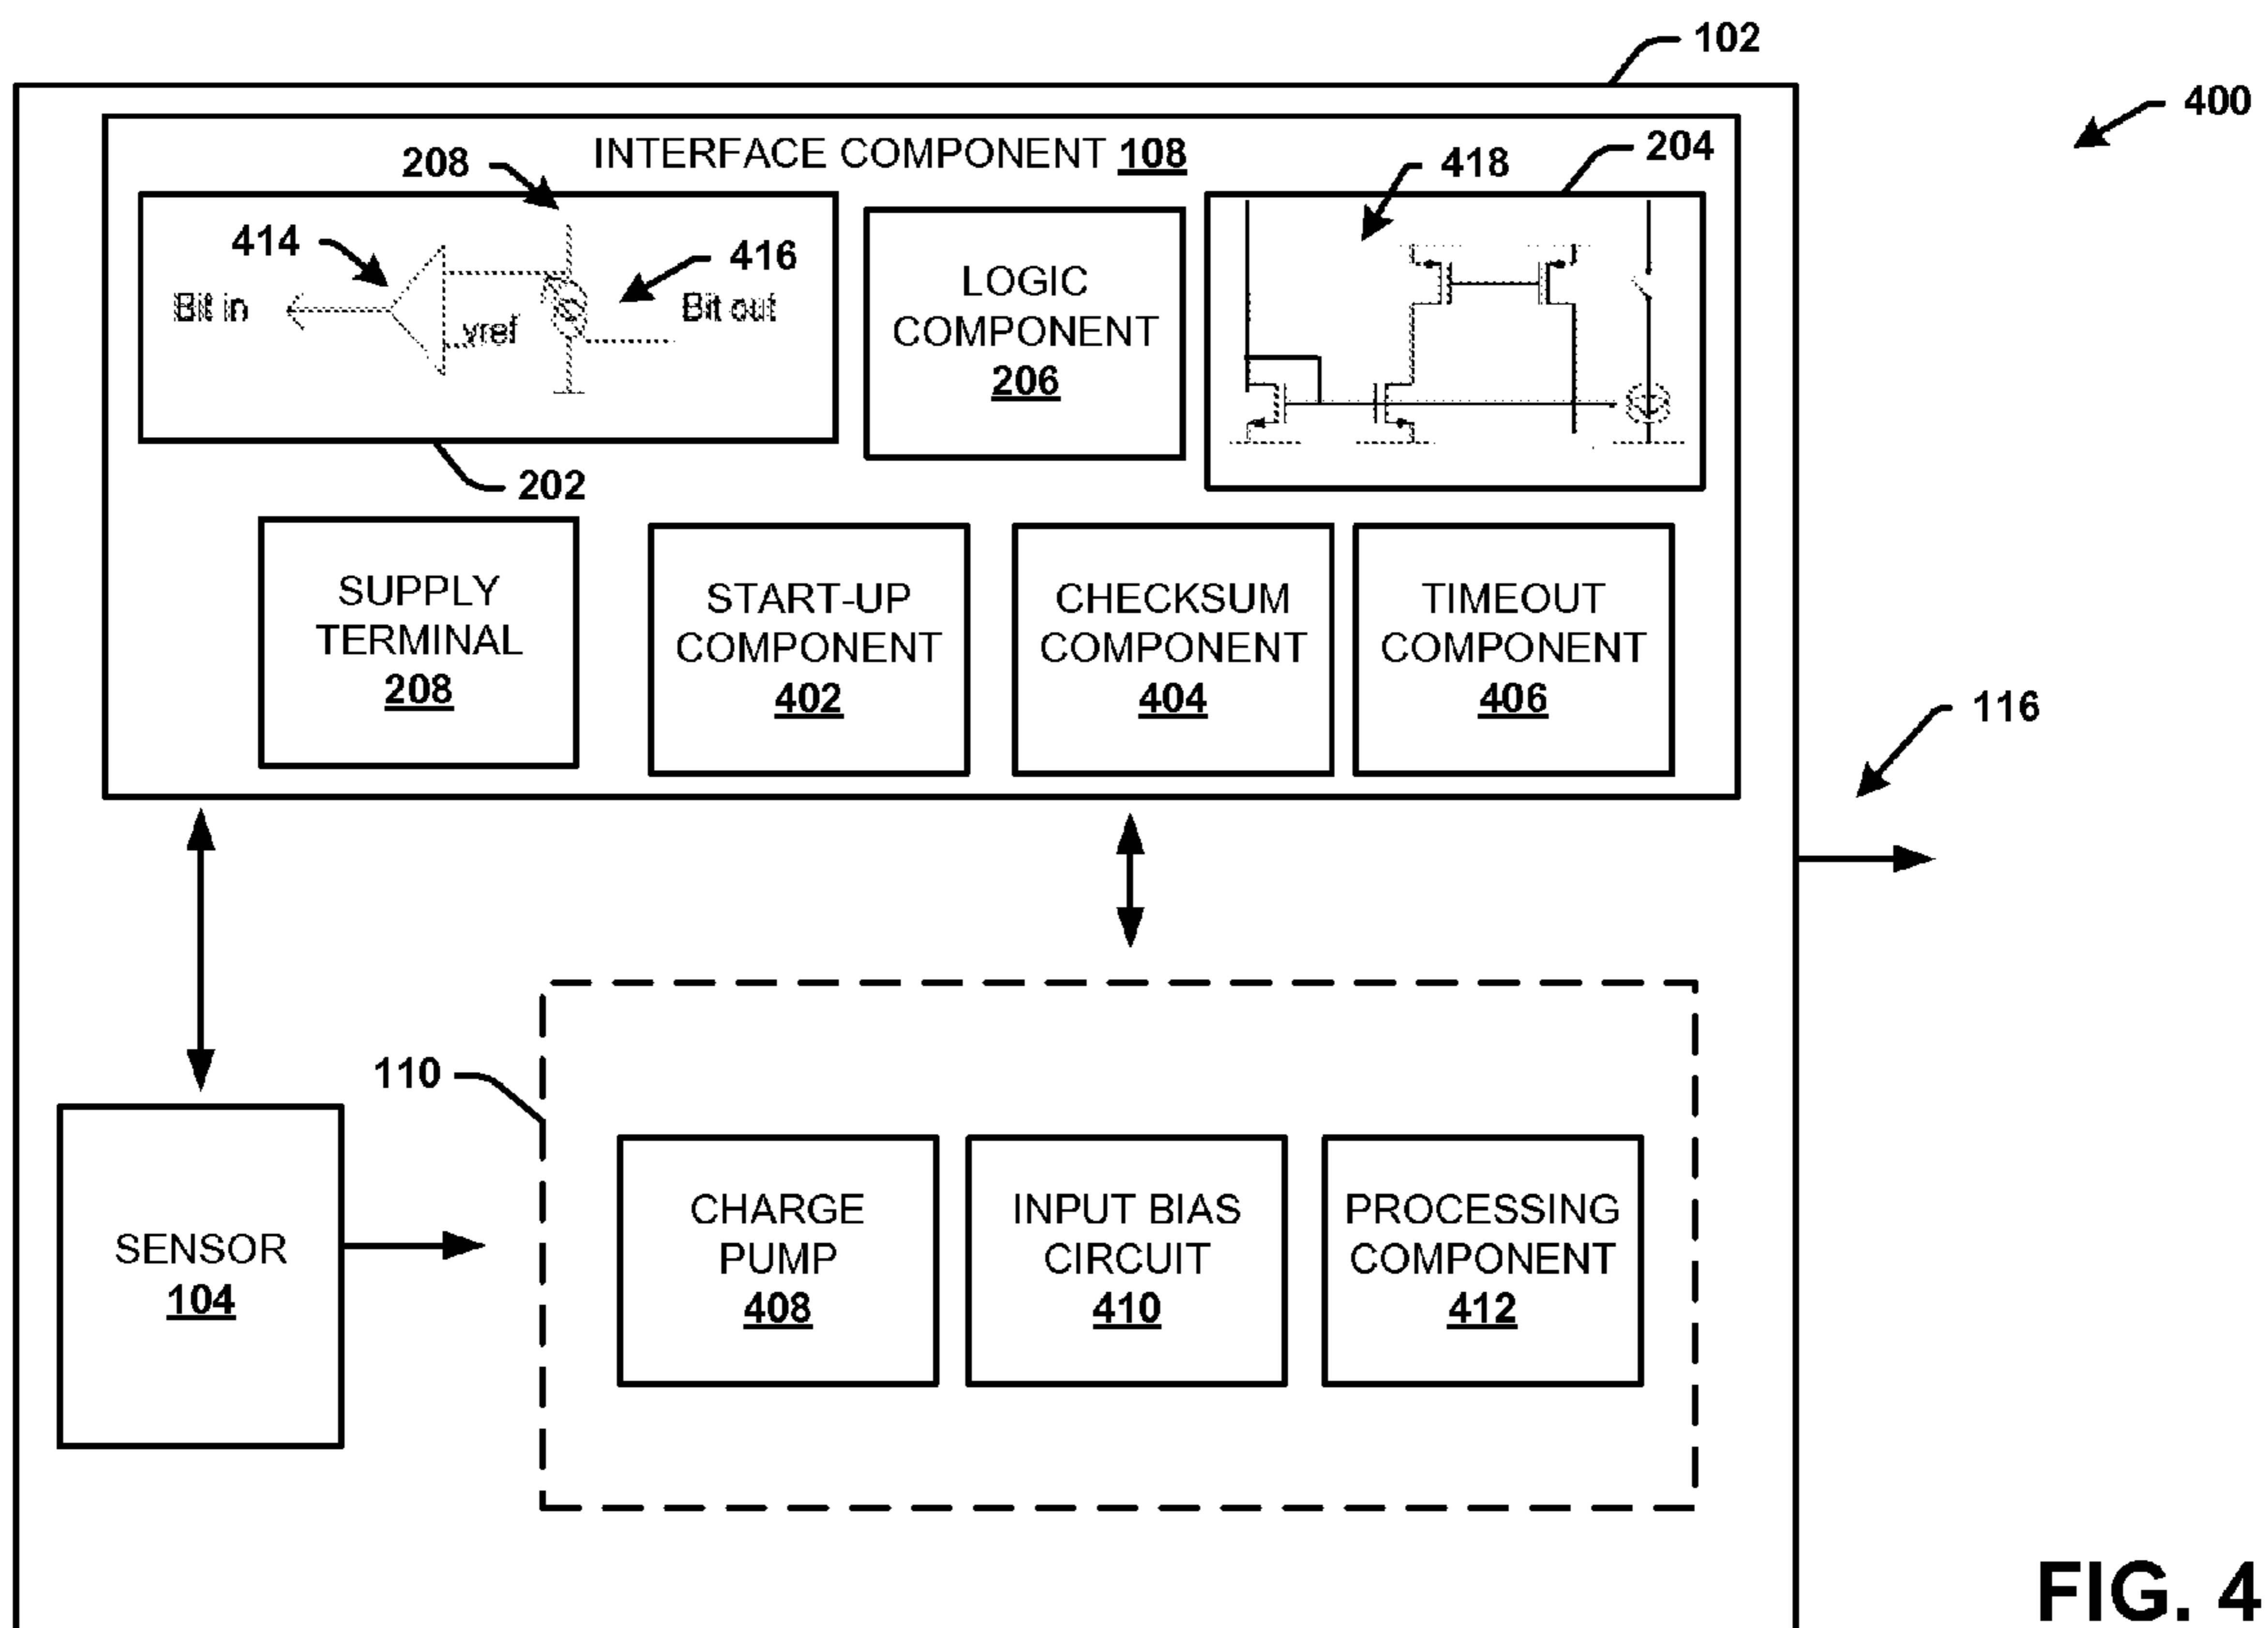 102
400
INTERFACE COMPONENT 108
208
418
204
414
416
Bit in
vref
Bit out
LOGIC
COMPONENT
206
202
SUPPLY
TERMINAL
208
START-UP
COMPONENT
402
CHECKSUM
COMPONENT
404
TIMEOUT
COMPONENT
406
116
110
SENSOR
104
CHARGE
PUMP
408
INPUT BIAS
CIRCUIT
410
PROCESSING
COMPONENT
412
FIG. 4